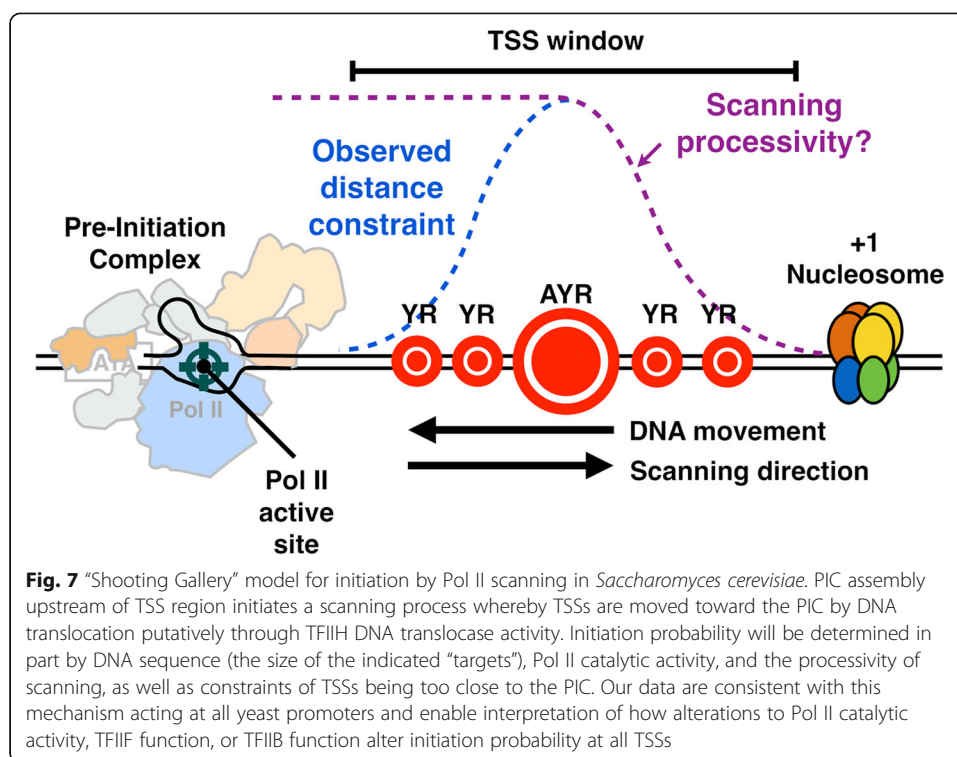 TSS window
Scanning
processivity?
Observed
distance
constraint
Pre-Initiation
Complex
+1
Nucleosome
YR YR AYR YR YR
TATA
Pol II
DNA movement
Scanning direction
Pol II
active
site
Fig. 7 "Shooting Gallery" model for initiation by Pol II scanning in Saccharomyces cerevisiae. PIC assembly
upstream of TSS region initiates a scanning process whereby TSSs are moved toward the PIC by DNA
translocation putatively through TFIIH DNA translocase activity. Initiation probability will be determined in
part by DNA sequence (the size of the indicated "targets"), Pol II catalytic activity, and the processivity of
scanning, as well as constraints of TSSs being too close to the PIC. Our data are consistent with this
mechanism acting at all yeast promoters and enable interpretation of how alterations to Pol II catalytic
activity, TFIIF function, or TFIIB function alter initiation probability at all TSSs